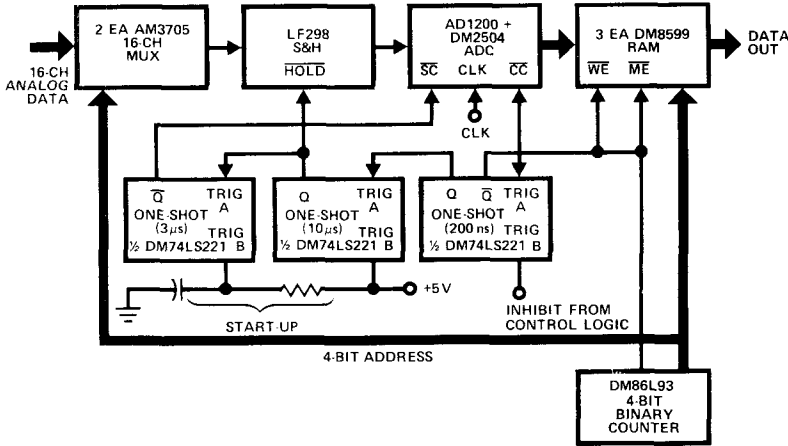 2 EA AM3705
16-CH
MUX
LF298
S&H
HOLD
AD1200 +
DM2504
ADC
SC CLK CC
3 EA DM8599
RAM
WE ME
DATA
OUT
16-CH
ANALOG
DATA
CLK
Q TRIG
A
ONE-SHOT
(3µs) TRIG
½ DM74LS221 B
Q TRIG
A
ONE-SHOT
(10µs) TRIG
½ DM74LS221 B
Q Q TRIG
A
ONE-SHOT
(200 ns) TRIG
½ DM74LS221 B
+5V
START-UP
INHIBIT FROM
CONTROL LOGIC
4-BIT ADDRESS
DM86L93
4-BIT
BINARY
COUNTER